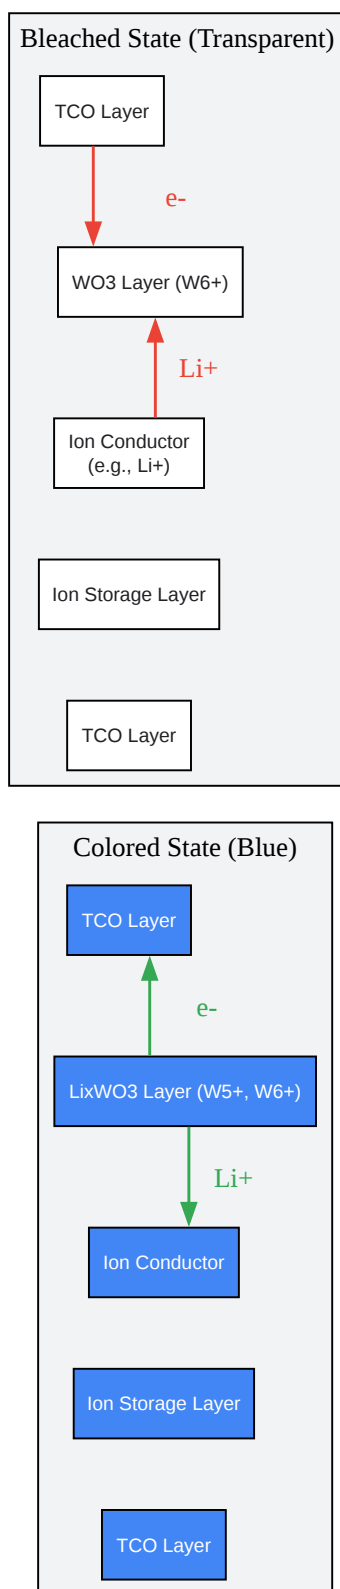 Bleached State (Transparent)
TCO Layer
e-
WO3 Layer (W6+)
Li+
Ion Conductor
(e.g., Li+)
Ion Storage Layer
TCO Layer
Colored State (Blue)
TCO Layer
e-
LixWO3 Layer (W5+, W6+)
Li+
Ion Conductor
Ion Storage Layer
TCO Layer